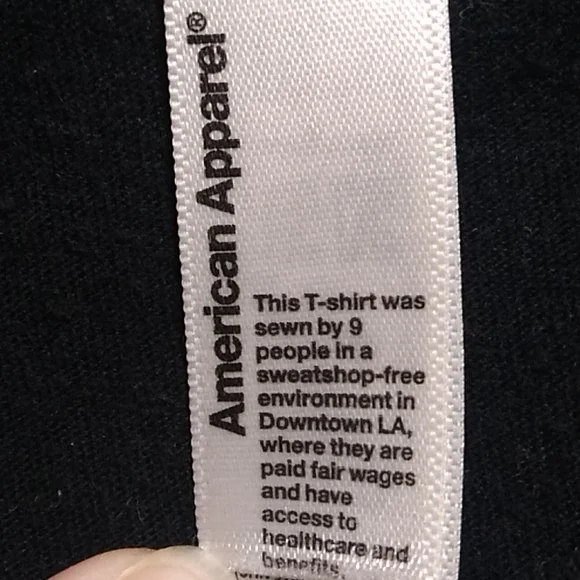 American Apparel®
This T-shirt was
sewn by 9
people in a
sweatshop-free
environment in
Downtown LA,
where they are
paid fair wages
and have
access to
healthcare and
benefits.